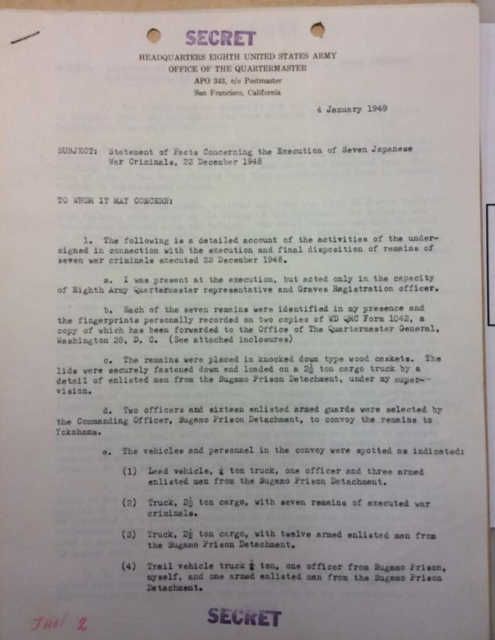 SECRET
HEADQUARTERS EIGHTH UNITED STATES ARMY
OFFICE OF THE QUARTERMASTER
APO 343, c/o Postmaster
San Francisco, California
4 January 1949
SUBJECT: Statement of Facts Concerning the Execution of Seven Japanese
War Criminals, 23 December 1948
TO WHOM IT MAY CONCERN:
1. The following is a detailed account of the activities of the under-
signed in connection with the execution and final disposition of remains of
seven war criminals executed 23 December 1948.
a. I was present at the execution, but acted only in the capacity
of Eighth Army Quartermaster representative and Graves Registration officer.
b. Each of the seven remains were identified in my presence and
the fingerprints personally recorded on two copies of WD QMC Form 1042, a
copy of which has been forwarded to the Office of The Quartermaster General,
Washington 25, D. C. (See attached inclosures)
c. The remains were placed in knocked down type wood caskets. The
lids were securely fastened down and loaded on a 2½ ton cargo truck by a
detail of enlisted men from the Sugamo Prison Detachment, under my super-
vision.
d. Two officers and sixteen enlisted armed guards were selected by
the Commanding Officer, Sugamo Prison Detachment, to convoy the remains to
Yokohama.
e. The vehicles and personnel in the convoy were spotted as indicated:
(1) Lead vehicle, ¼ ton truck, one officer and three armed
enlisted men from the Sugamo Prison Detachment.
(2) Truck, 2½ ton cargo, with seven remains of executed war
criminals.
(3) Truck, 2½ ton cargo, with twelve armed enlisted men from
the Sugamo Prison Detachment.
(4) Trail vehicle truck ¼ ton, one officer from Sugamo Prison,
myself, and one armed enlisted man from the Sugamo Prison
Detachment.
SECRET
2